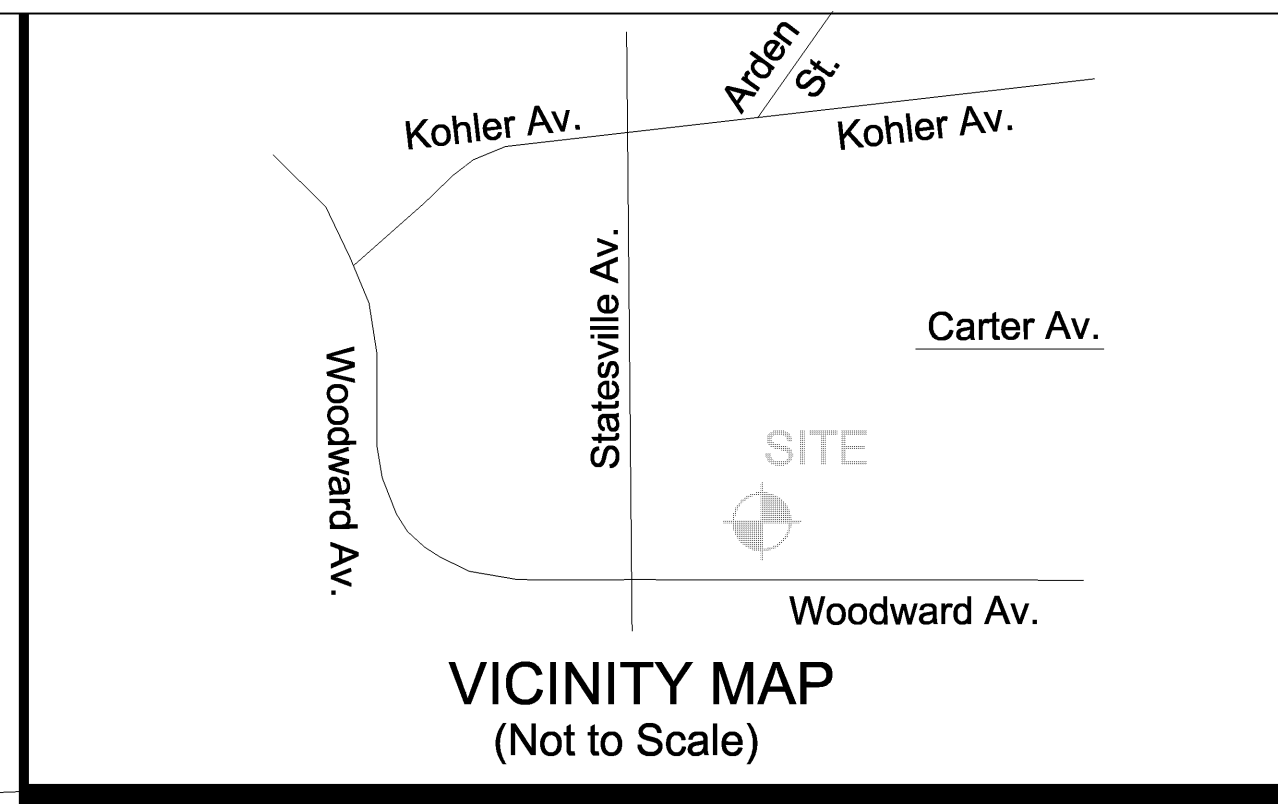 Arden
St.
Kohler Av.
Kohler Av.
Statesville Av.
Carter Av.
Woodward Av.
SITE
Woodward Av.
VICINITY MAP
(Not to Scale)